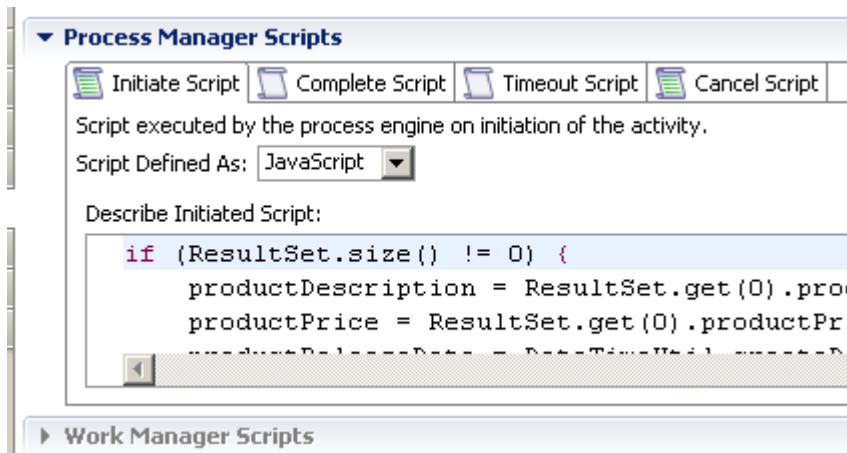 Process Manager Scripts
Initiate Script Complete Script Timeout Script Cancel Script
Script executed by the process engine on initiation of the activity.
Script Defined As: JavaScript
Describe Initiated Script:
if (ResultSet.size() != 0) {
productDescription = ResultSet.get(0).pro
productPrice = ResultSet.get(0).productPr
Work Manager Scripts